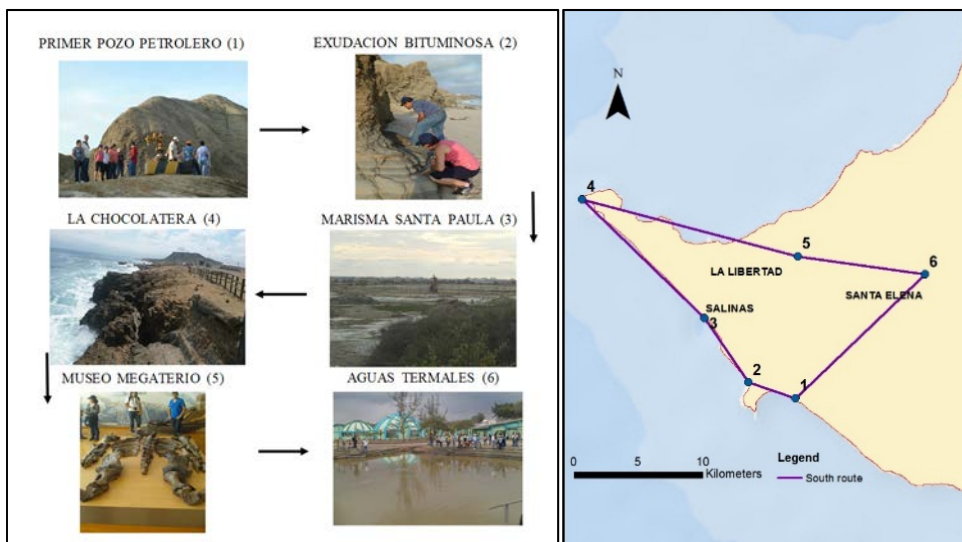 PRIMER POZO PETROLERO (1)
EXUDACION BITUMINOSA (2)
LA CHOCOLATERA (4)
MARISMA SANTA PAULA (3)
MUSEO MEGATERIO (5)
AGUAS TERMALES (6)
N
4
5
6
LA LIBERTAD
SANTA ELENA
SALINAS
3
2
1
0 10
Kilometers
Legend
South route